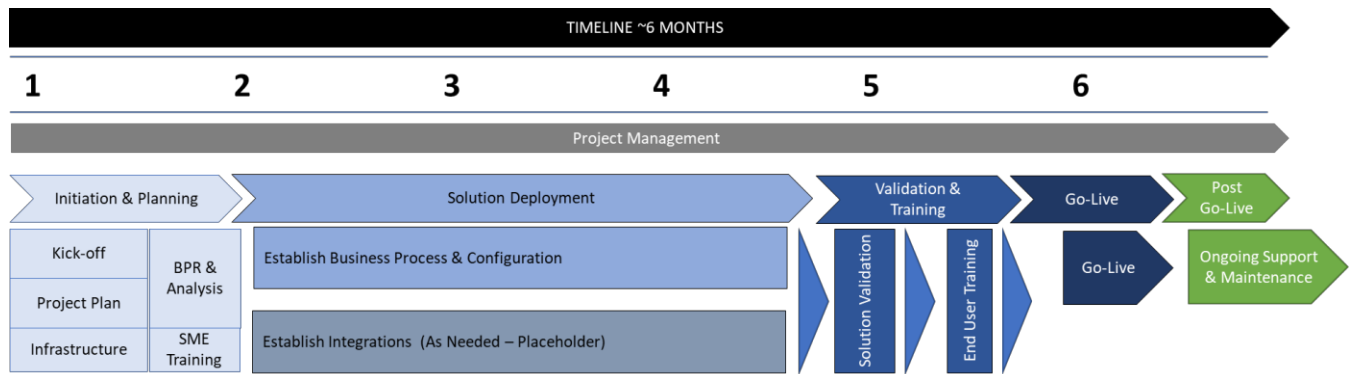 TIMELINE ~6 MONTHS
1 2 3 4 5 6
Project Management
Initiation & Planning
Solution Deployment
Validation &
Training
Go-Live
Post
Go-Live
Kick-off
Project Plan
Infrastructure
BPR &
Analysis
SME
Training
Establish Business Process & Configuration
Establish Integrations (As Needed – Placeholder)
Solution Validation
End User Training
Go-Live
Ongoing Support
& Maintenance